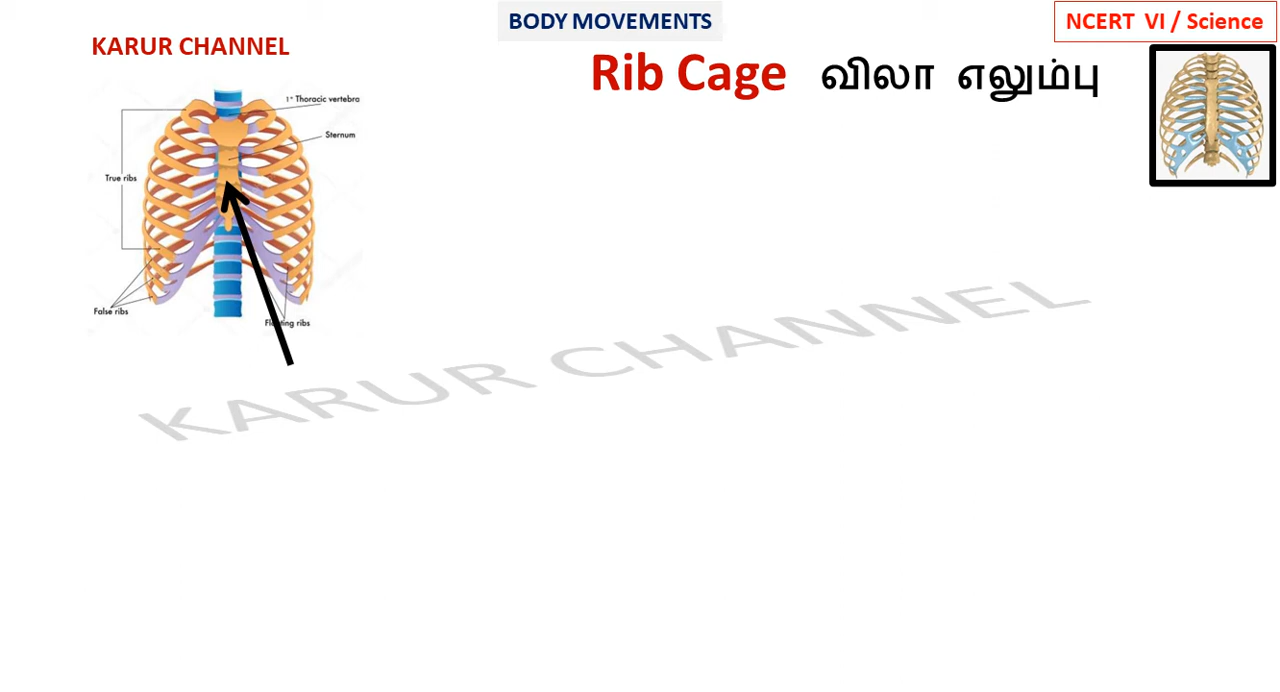 BODY MOVEMENTS
NCERT VI / Science
KARUR CHANNEL
Rib Cage விலா எலும்பு
1° Thoracic vertebra
Sternum
True ribs
False ribs
Floating ribs
KARUR CHANNEL